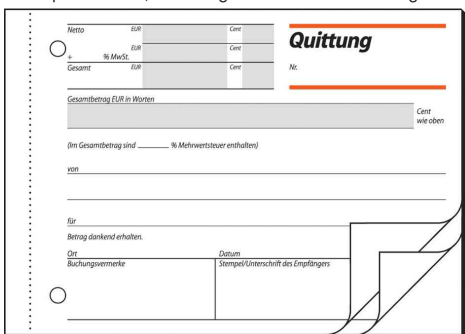 Netto EUR Cent
EUR Cent
+ % MwSt.
Gesamt EUR Cent
Quittung
Nr.
Gesamtbetrag EUR in Worten
Cent
wie oben
(Im Gesamtbetrag sind ______ % Mehrwertsteuer enthalten)
von
für
Betrag dankend erhalten.
Ort Datum
Buchungsvermerke Stempel/Unterschrift des Empfängers